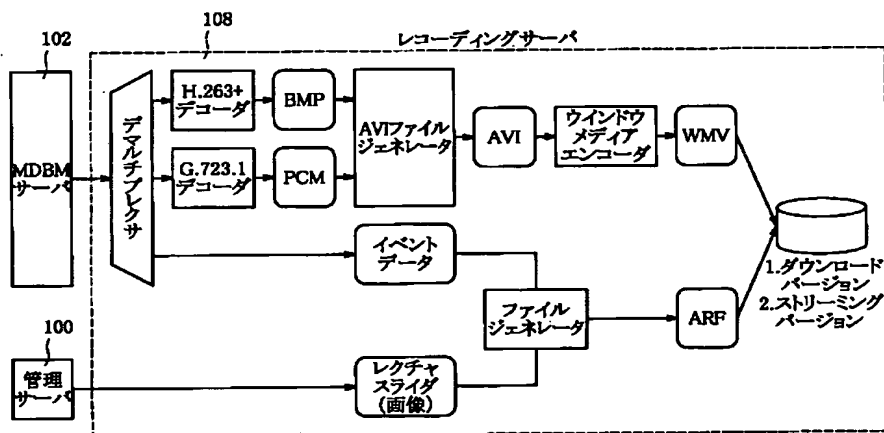 102
108
レコーディングサーバ
MDBM
サーバ
デマルチプレクサ
H.263+
デコーダ
BMP
G.723.1
デコーダ
PCM
AVIファイル
ジェネレータ
AVI
ウインドウ
メディア
エンコーダ
WMV
イベント
データ
ファイル
ジェネレータ
ARF
1.ダウンロード
バージョン
2.ストリーミング
バージョン
100
管理
サーバ
レクチャ
スライダ
(画像)